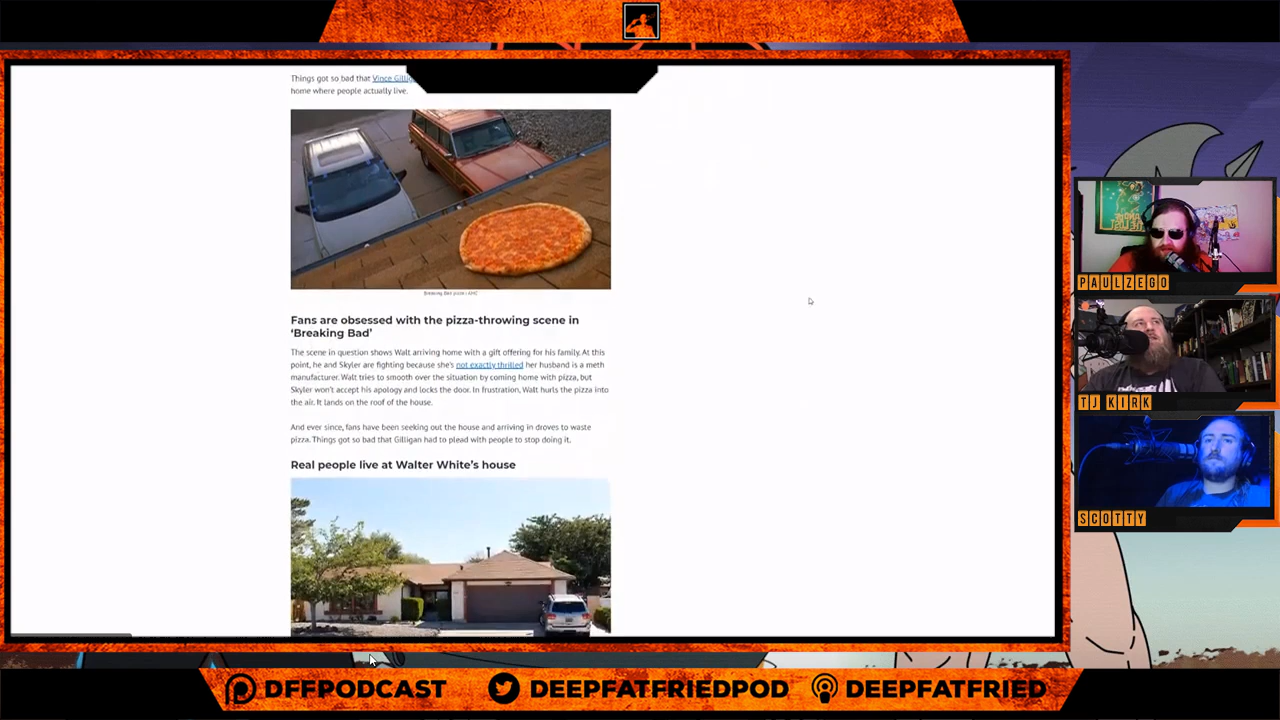 Things got so bad that Vince Gillig
home where people actually live.
Breaking Bad pizza | AMC
Fans are obsessed with the pizza-throwing scene in
‘Breaking Bad’
The scene in question shows Walt arriving home with a gift offering for his family. At this
point, he and Skyler are fighting because she's not exactly thrilled her husband is a meth
manufacturer. Walt tries to smooth over the situation by coming home with pizza, but
Skyler won't accept his apology and locks the door. In frustration, Walt hurls the pizza into
the air. It lands on the roof of the house.
And ever since, fans have been seeking out the house and arriving in droves to waste
pizza. Things got so bad that Gilligan had to plead with people to stop doing it.
Real people live at Walter White’s house
PAULZEGO
TJ KIRK
SCOTTY
DFFPODCAST
DEEPFATFRIEDPOD
DEEPFATFRIED